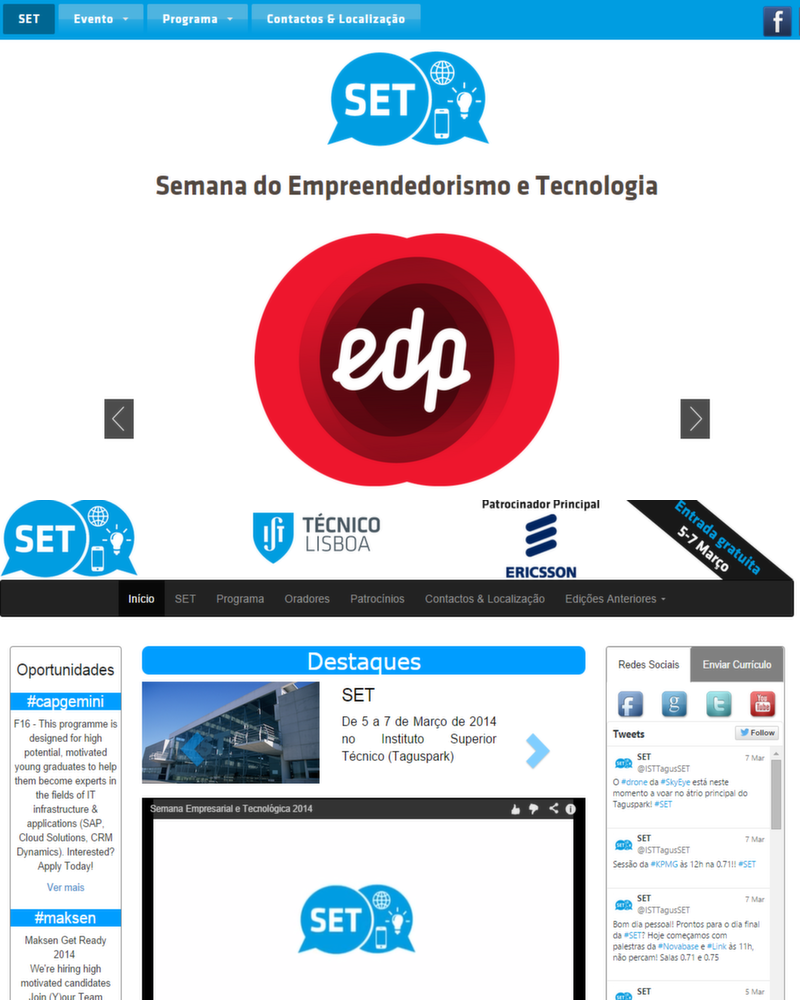 SET
Evento
Programa
Contactos & Localização
f
SET
Semana do Empreendedorismo e Tecnologia
edp
SET
TÉCNICO
LISBOA
Patrocinador Principal
ERICSSON
Entrada gratuita
5-7 Março
Início
SET
Programa
Oradores
Patrocínios
Contactos & Localização
Edições Anteriores
Oportunidades
#capgemini
F16 - This programme is
designed for high
potential, motivated
young graduates to help
them become experts in
the fields of IT
infrastructure &
applications (SAP,
Cloud Solutions, CRM
Dynamics). Interested?
Apply Today!
Ver mais
#maksen
Maksen Get Ready
2014
We're hiring high
motivated candidates
Join (Y)our Team
Destaques
SET
De 5 a 7 de Março de 2014
no Instituto Superior
Técnico (Taguspark)
Semana Empresarial e Tecnológica 2014
SET
Redes Sociais
Enviar Currículo
f
g
t
You
Tube
Tweets
Follow
SET
7 Mar
@ISTTagusSET
O #drone da #SkyEye está neste
momento a voar no átrio principal do
Taguspark! #SET
SET
7 Mar
@ISTTagusSET
Sessão da #KPMG às 12h na 0.71!! #SET
SET
7 Mar
@ISTTagusSET
Bom dia pessoal! Prontos para o dia final
da #SET? Hoje começamos com
palestras da #Novabase e #Link às 11h,
não percam! Salas 0.71 e 0.75
SET
5 Mar
@ISTTagusSET